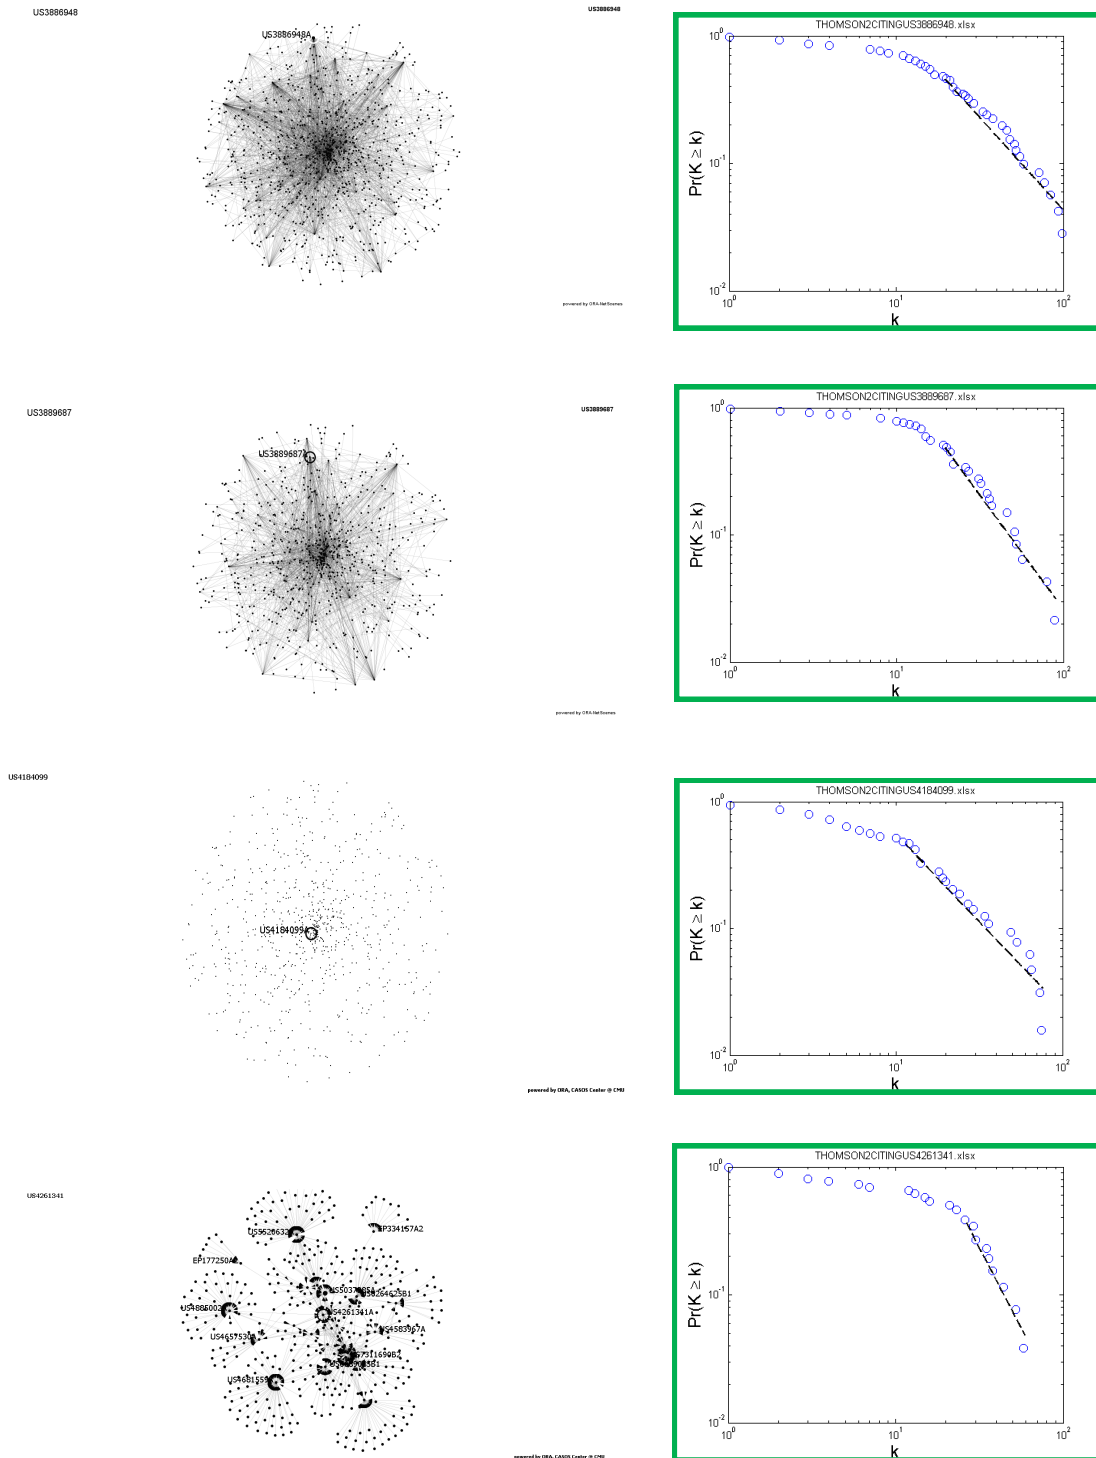 US3886948
US3886948
US3886948A
powered by ORA-NetScenes
THOMSON2CITINGUS3886948.xlsx
Pr(K ≥ k)
10^0
10^-1
10^-2
10^0
10^1
10^2
k
US3889687
US3889687
US3889687A
powered by ORA-NetScenes
THOMSON2CITINGUS3889687.xlsx
Pr(K ≥ k)
10^0
10^-1
10^-2
10^0
10^1
10^2
k
US4184099
US4184099A
powered by ORA, CASOS Center @ CMU
THOMSON2CITINGUS4184099.xlsx
Pr(K ≥ k)
10^0
10^-1
10^-2
10^0
10^1
10^2
k
US4261341
EP334157A2
US4261341A
US4583967A
powered by ORA, CASOS Center @ CMU
THOMSON2CITINGUS4261341.xlsx
Pr(K ≥ k)
10^0
10^-1
10^-2
10^0
10^1
10^2
k